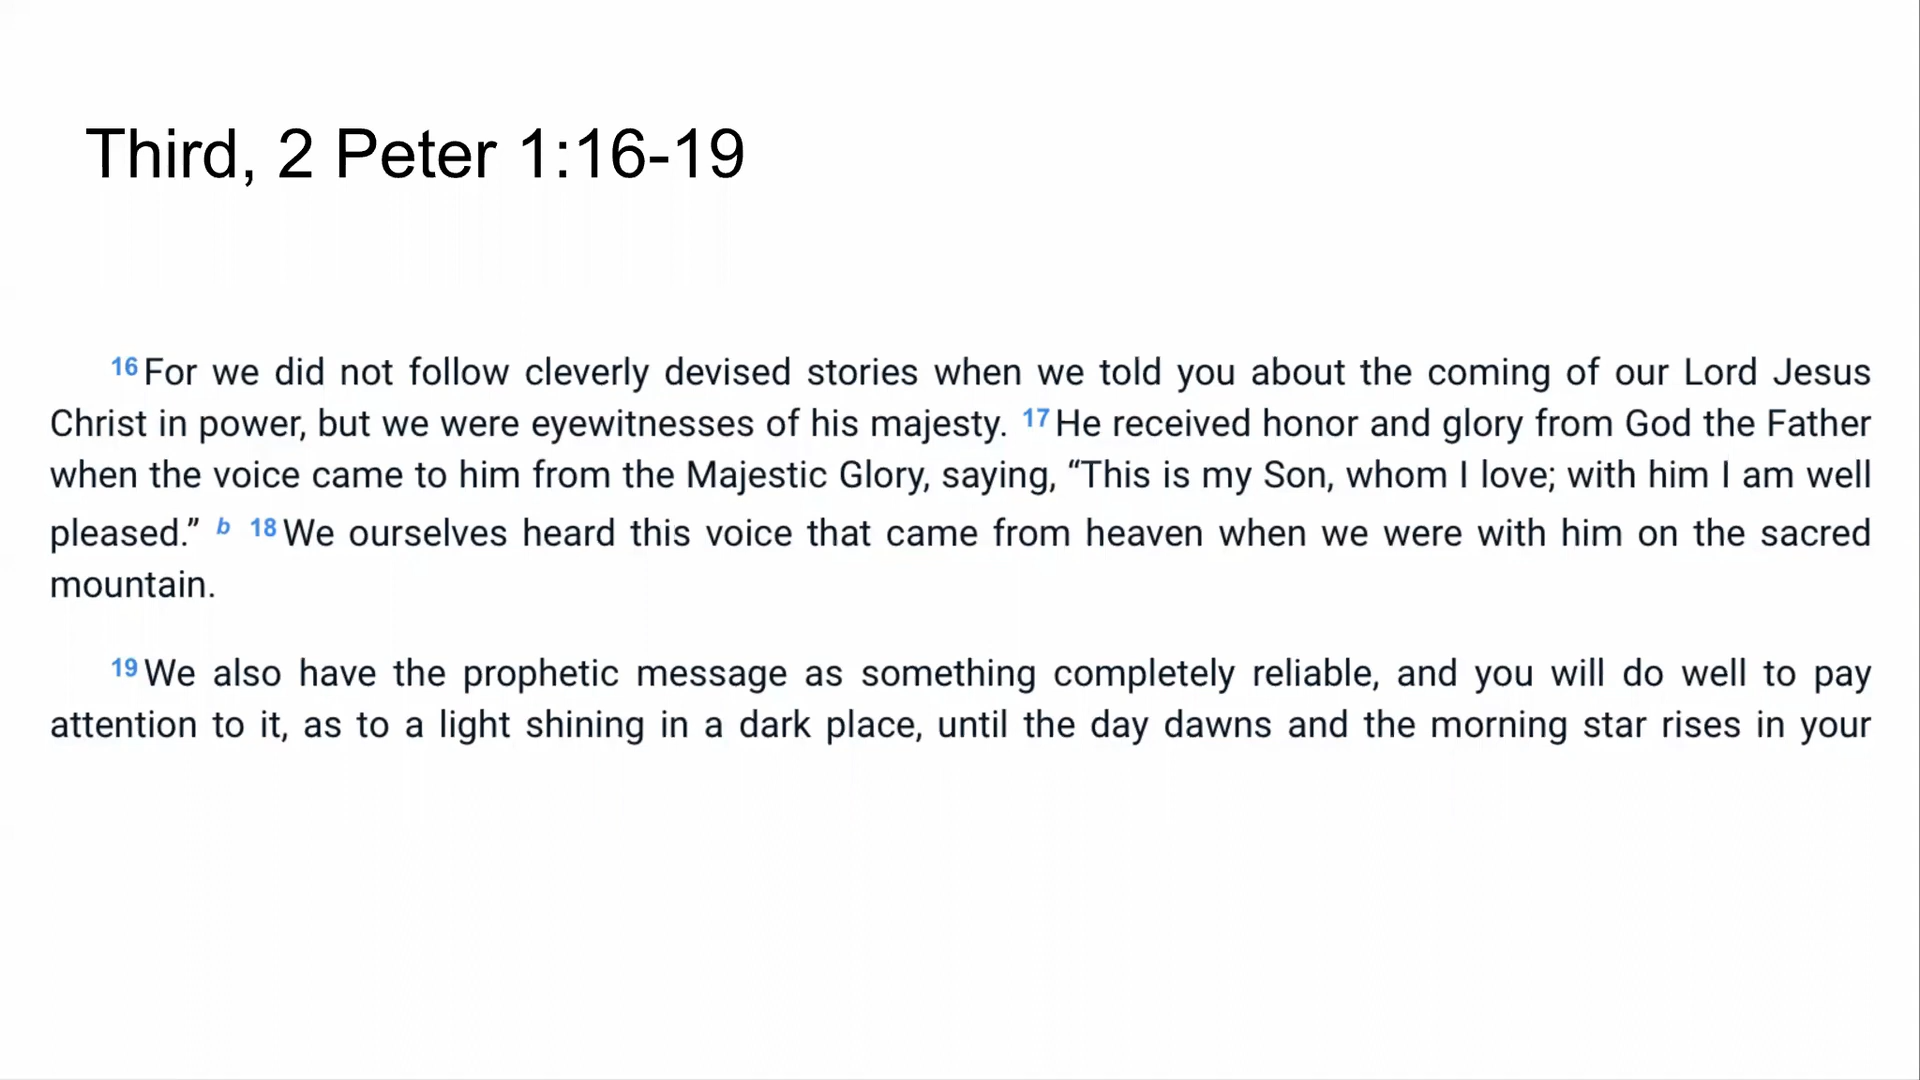 Third, 2 Peter 1:16-19
16 For we did not follow cleverly devised stories when we told you about the coming of our Lord Jesus
Christ in power, but we were eyewitnesses of his majesty. 17 He received honor and glory from God the Father
when the voice came to him from the Majestic Glory, saying, “This is my Son, whom I love; with him I am well
pleased.” b 18 We ourselves heard this voice that came from heaven when we were with him on the sacred
mountain.
19 We also have the prophetic message as something completely reliable, and you will do well to pay
attention to it, as to a light shining in a dark place, until the day dawns and the morning star rises in your